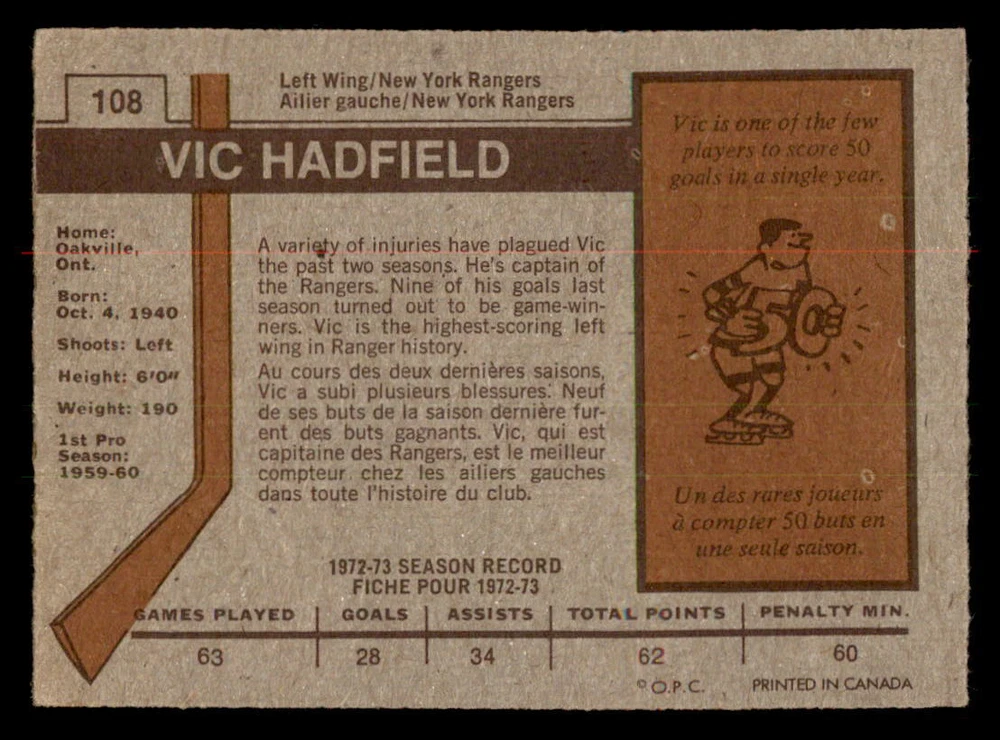 108
Left Wing/New York Rangers
Ailier gauche/New York Rangers
VIC HADFIELD
Home:
Oakville,
Ont.
Born:
Oct. 4, 1940
Shoots: Left
Height: 6'0"
Weight: 190
1st Pro
Season:
1959-60
A variety of injuries have plagued Vic
the past two seasons. He's captain of
the Rangers. Nine of his goals last
season turned out to be game-win-
ners. Vic is the highest-scoring left
wing in Ranger history.
Au cours des deux dernières saisons,
Vic a subi plusieurs blessures. Neuf
de ses buts de la saison dernière fur-
ent des buts gagnants. Vic, qui est
capitaine des Rangers, est le meilleur
compteur chez les ailiers gauches
dans toute l'histoire du club.
Vic is one of the few
players to score 50
goals in a single year.
50
Un des rares joueurs
à compter 50 buts en
une seule saison.
1972-73 SEASON RECORD
FICHE POUR 1972-73
GAMES PLAYED GOALS ASSISTS TOTAL POINTS PENALTY MIN.
63 28 34 62 60
© O.P.C. PRINTED IN CANADA